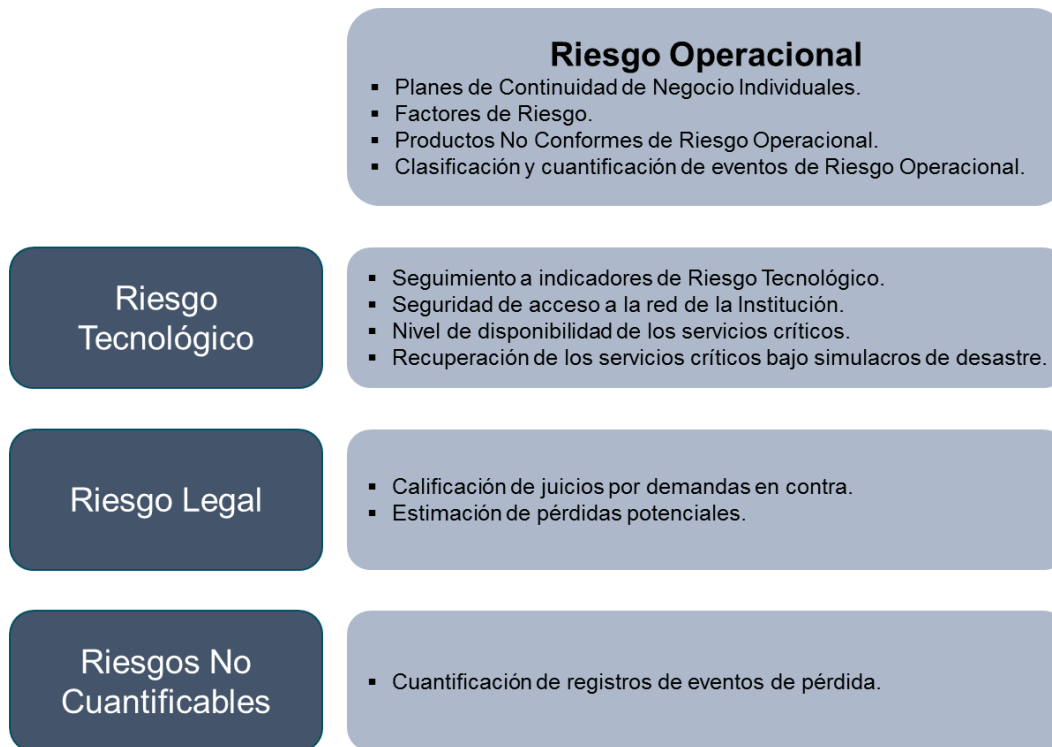 Riesgo Operacional
▪ Planes de Continuidad de Negocio Individuales.
▪ Factores de Riesgo.
▪ Productos No Conformes de Riesgo Operacional.
▪ Clasificación y cuantificación de eventos de Riesgo Operacional.
Riesgo
Tecnológico
▪ Seguimiento a indicadores de Riesgo Tecnológico.
▪ Seguridad de acceso a la red de la Institución.
▪ Nivel de disponibilidad de los servicios críticos.
▪ Recuperación de los servicios críticos bajo simulacros de desastre.
Riesgo Legal
▪ Calificación de juicios por demandas en contra.
▪ Estimación de pérdidas potenciales.
Riesgos No
Cuantificables
▪ Cuantificación de registros de eventos de pérdida.